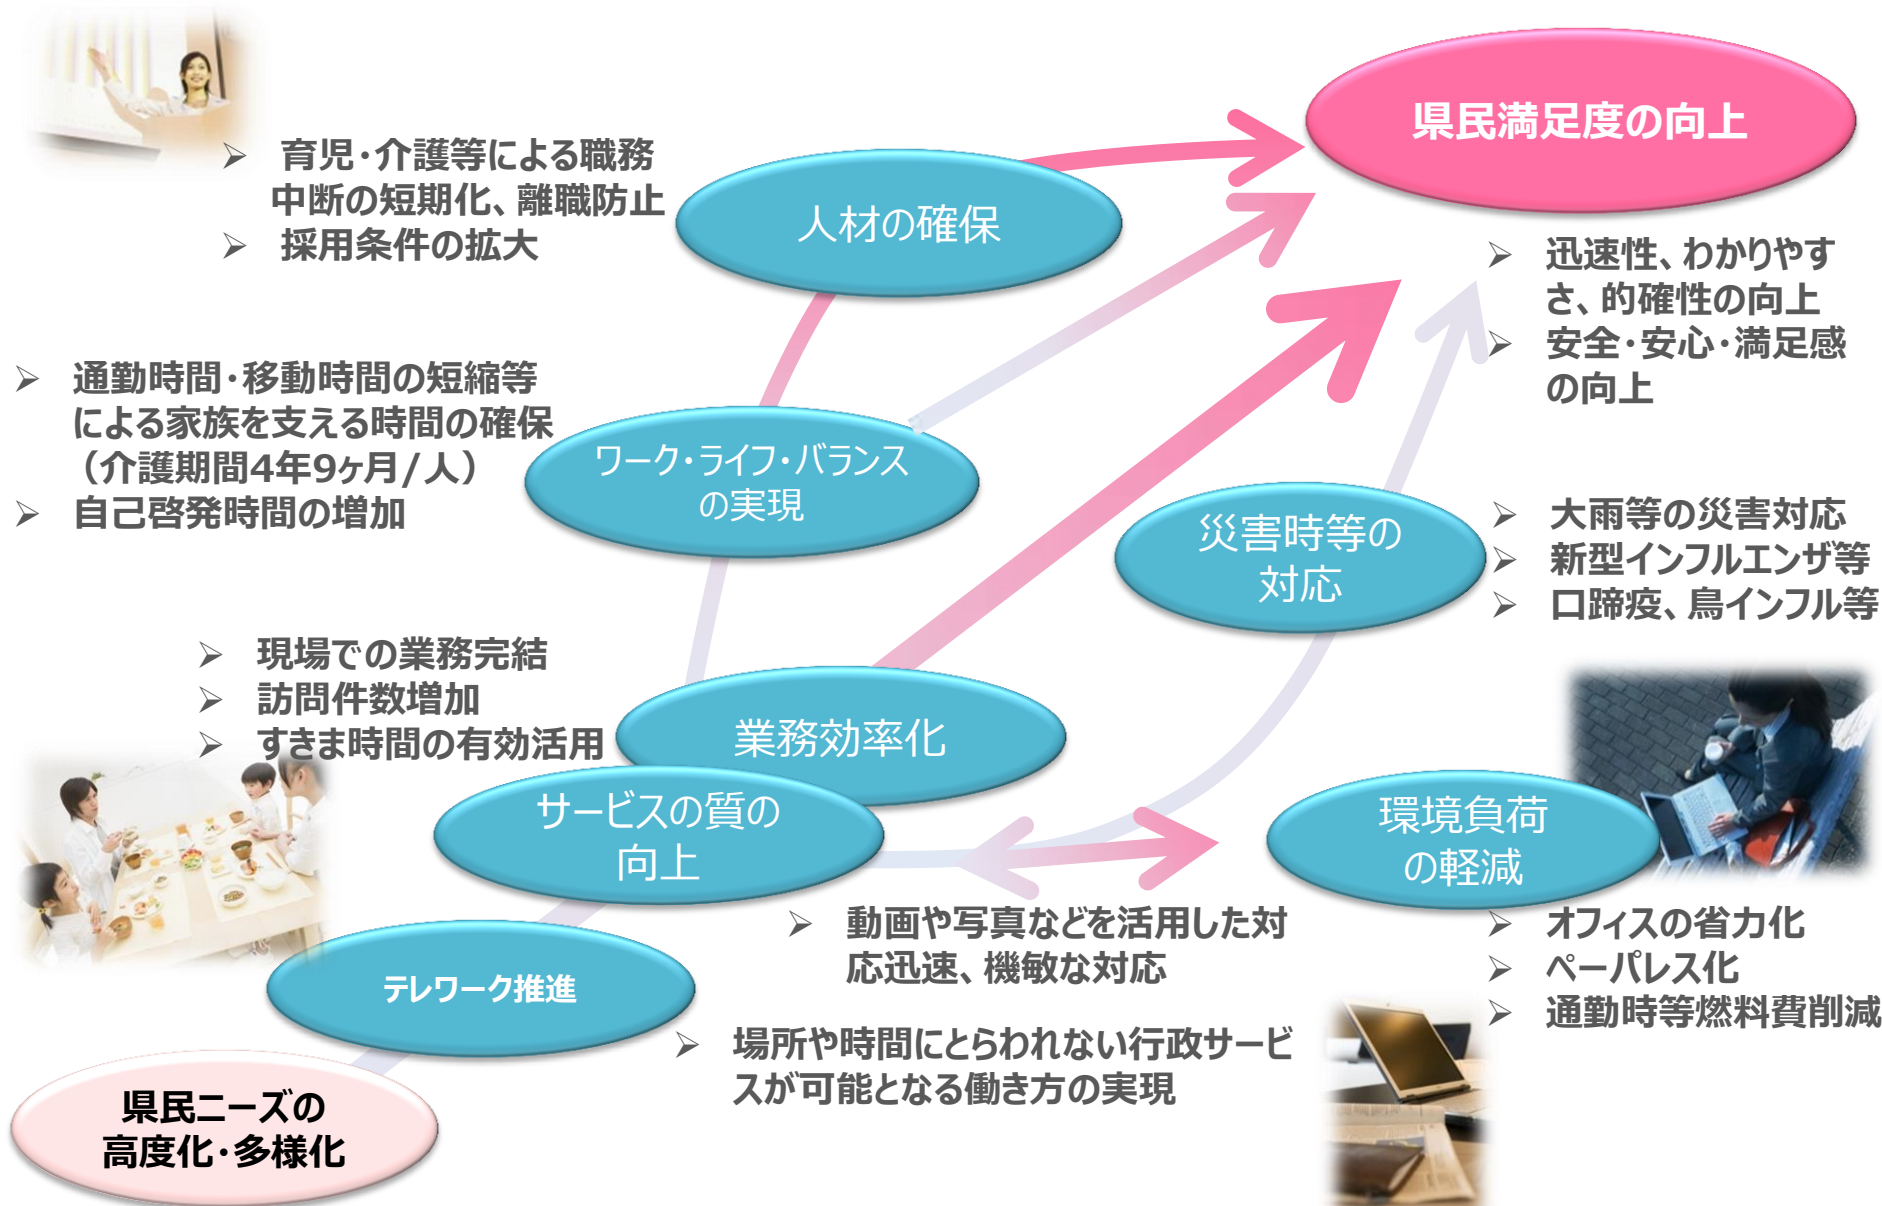 県民満足度の向上
➢ 育児・介護等による職務
中断の短期化、離職防止
➢ 採用条件の拡大
人材の確保
➢ 迅速性、わかりやす
さ、的確性の向上
➢ 安全・安心・満足感
の向上
➢ 通勤時間・移動時間の短縮等
による家族を支える時間の確保
（介護期間4年9ヶ月/人）
➢ 自己啓発時間の増加
ワーク・ライフ・バランス
の実現
災害時等の
対応
➢ 大雨等の災害対応
➢ 新型インフルエンザ等
➢ 口蹄疫、鳥インフル等
➢ 現場での業務完結
➢ 訪問件数増加
➢ すきま時間の有効活用
業務効率化
サービスの質の
向上
環境負荷
の軽減
➢ 動画や写真などを活用した対
応迅速、機敏な対応
➢ オフィスの省力化
➢ ペーパレス化
➢ 通勤時等燃料費削減
テレワーク推進
➢ 場所や時間にとらわれない行政サービ
スが可能となる働き方の実現
県民ニーズの
高度化・多様化